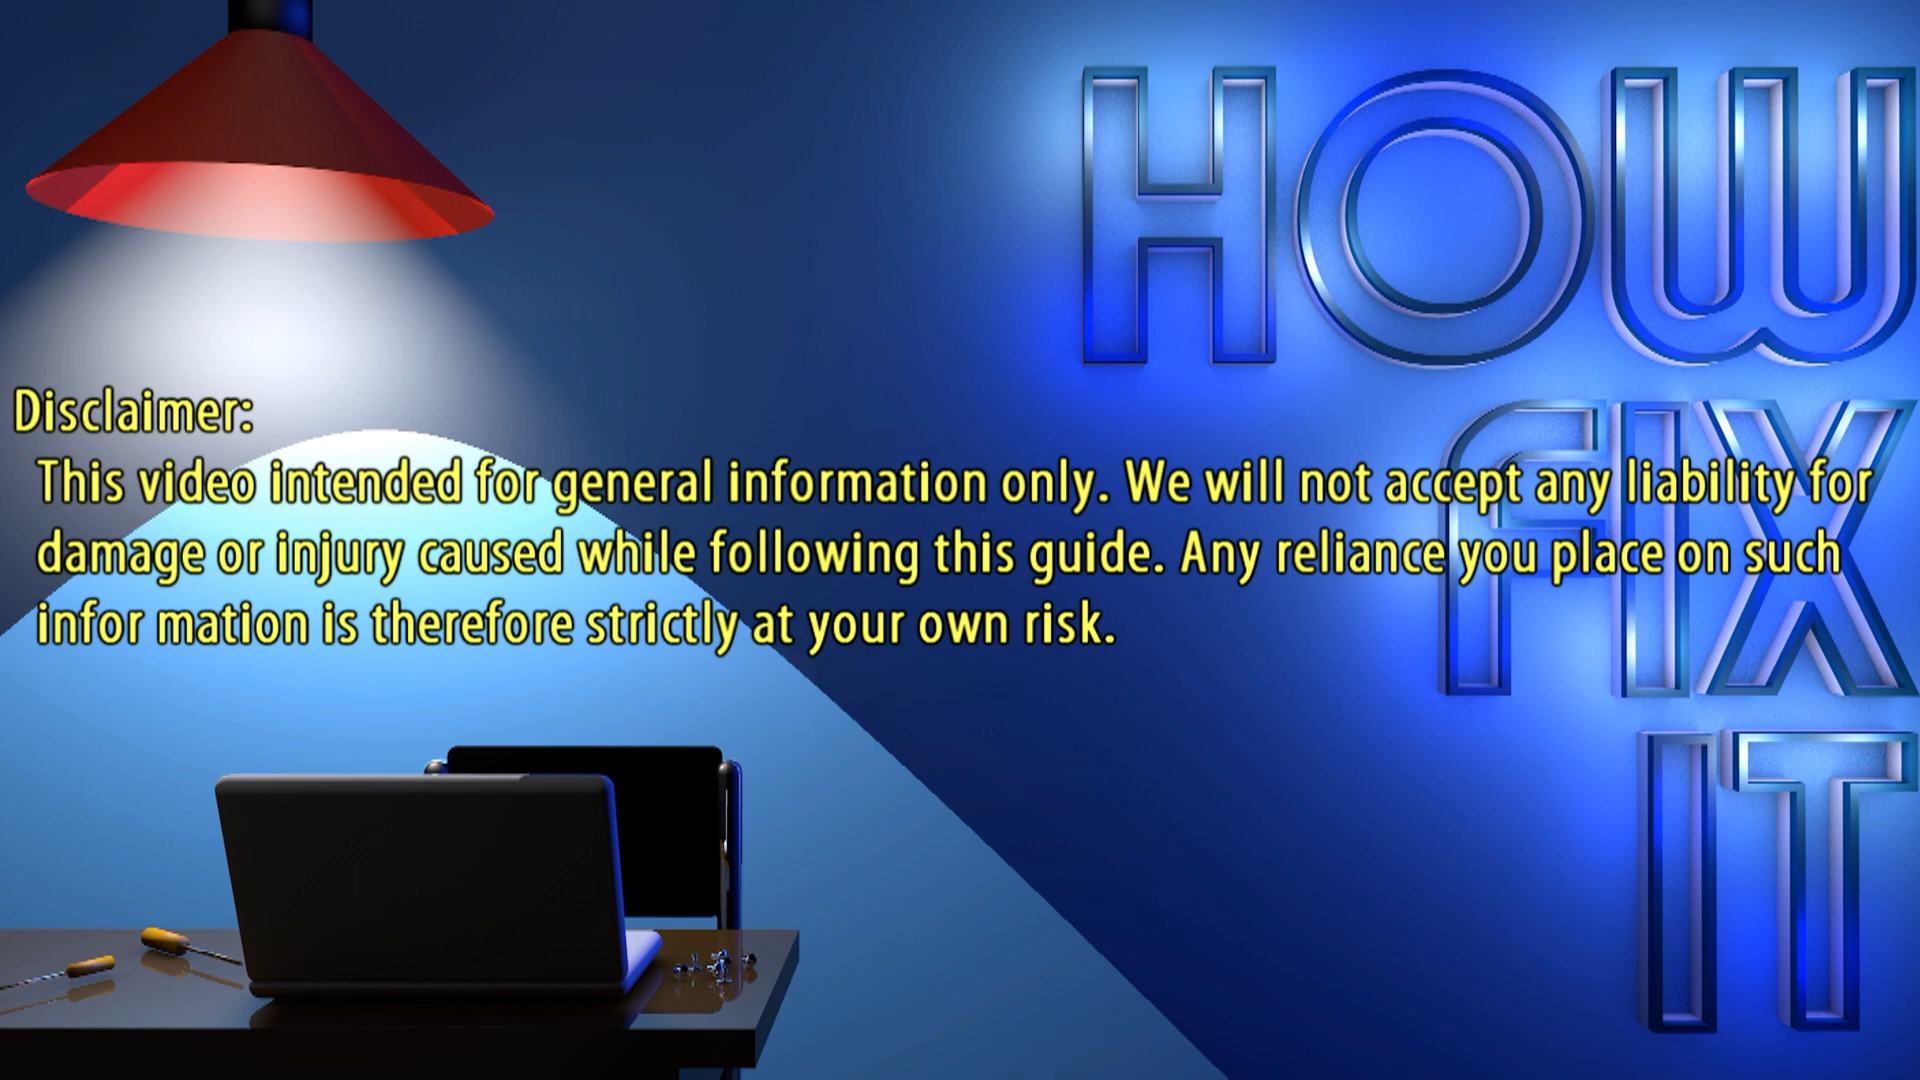 HOW
FIX
IT
Disclaimer:
This video intended for general information only. We will not accept any liability for
damage or injury caused while following this guide. Any reliance you place on such
infor mation is therefore strictly at your own risk.